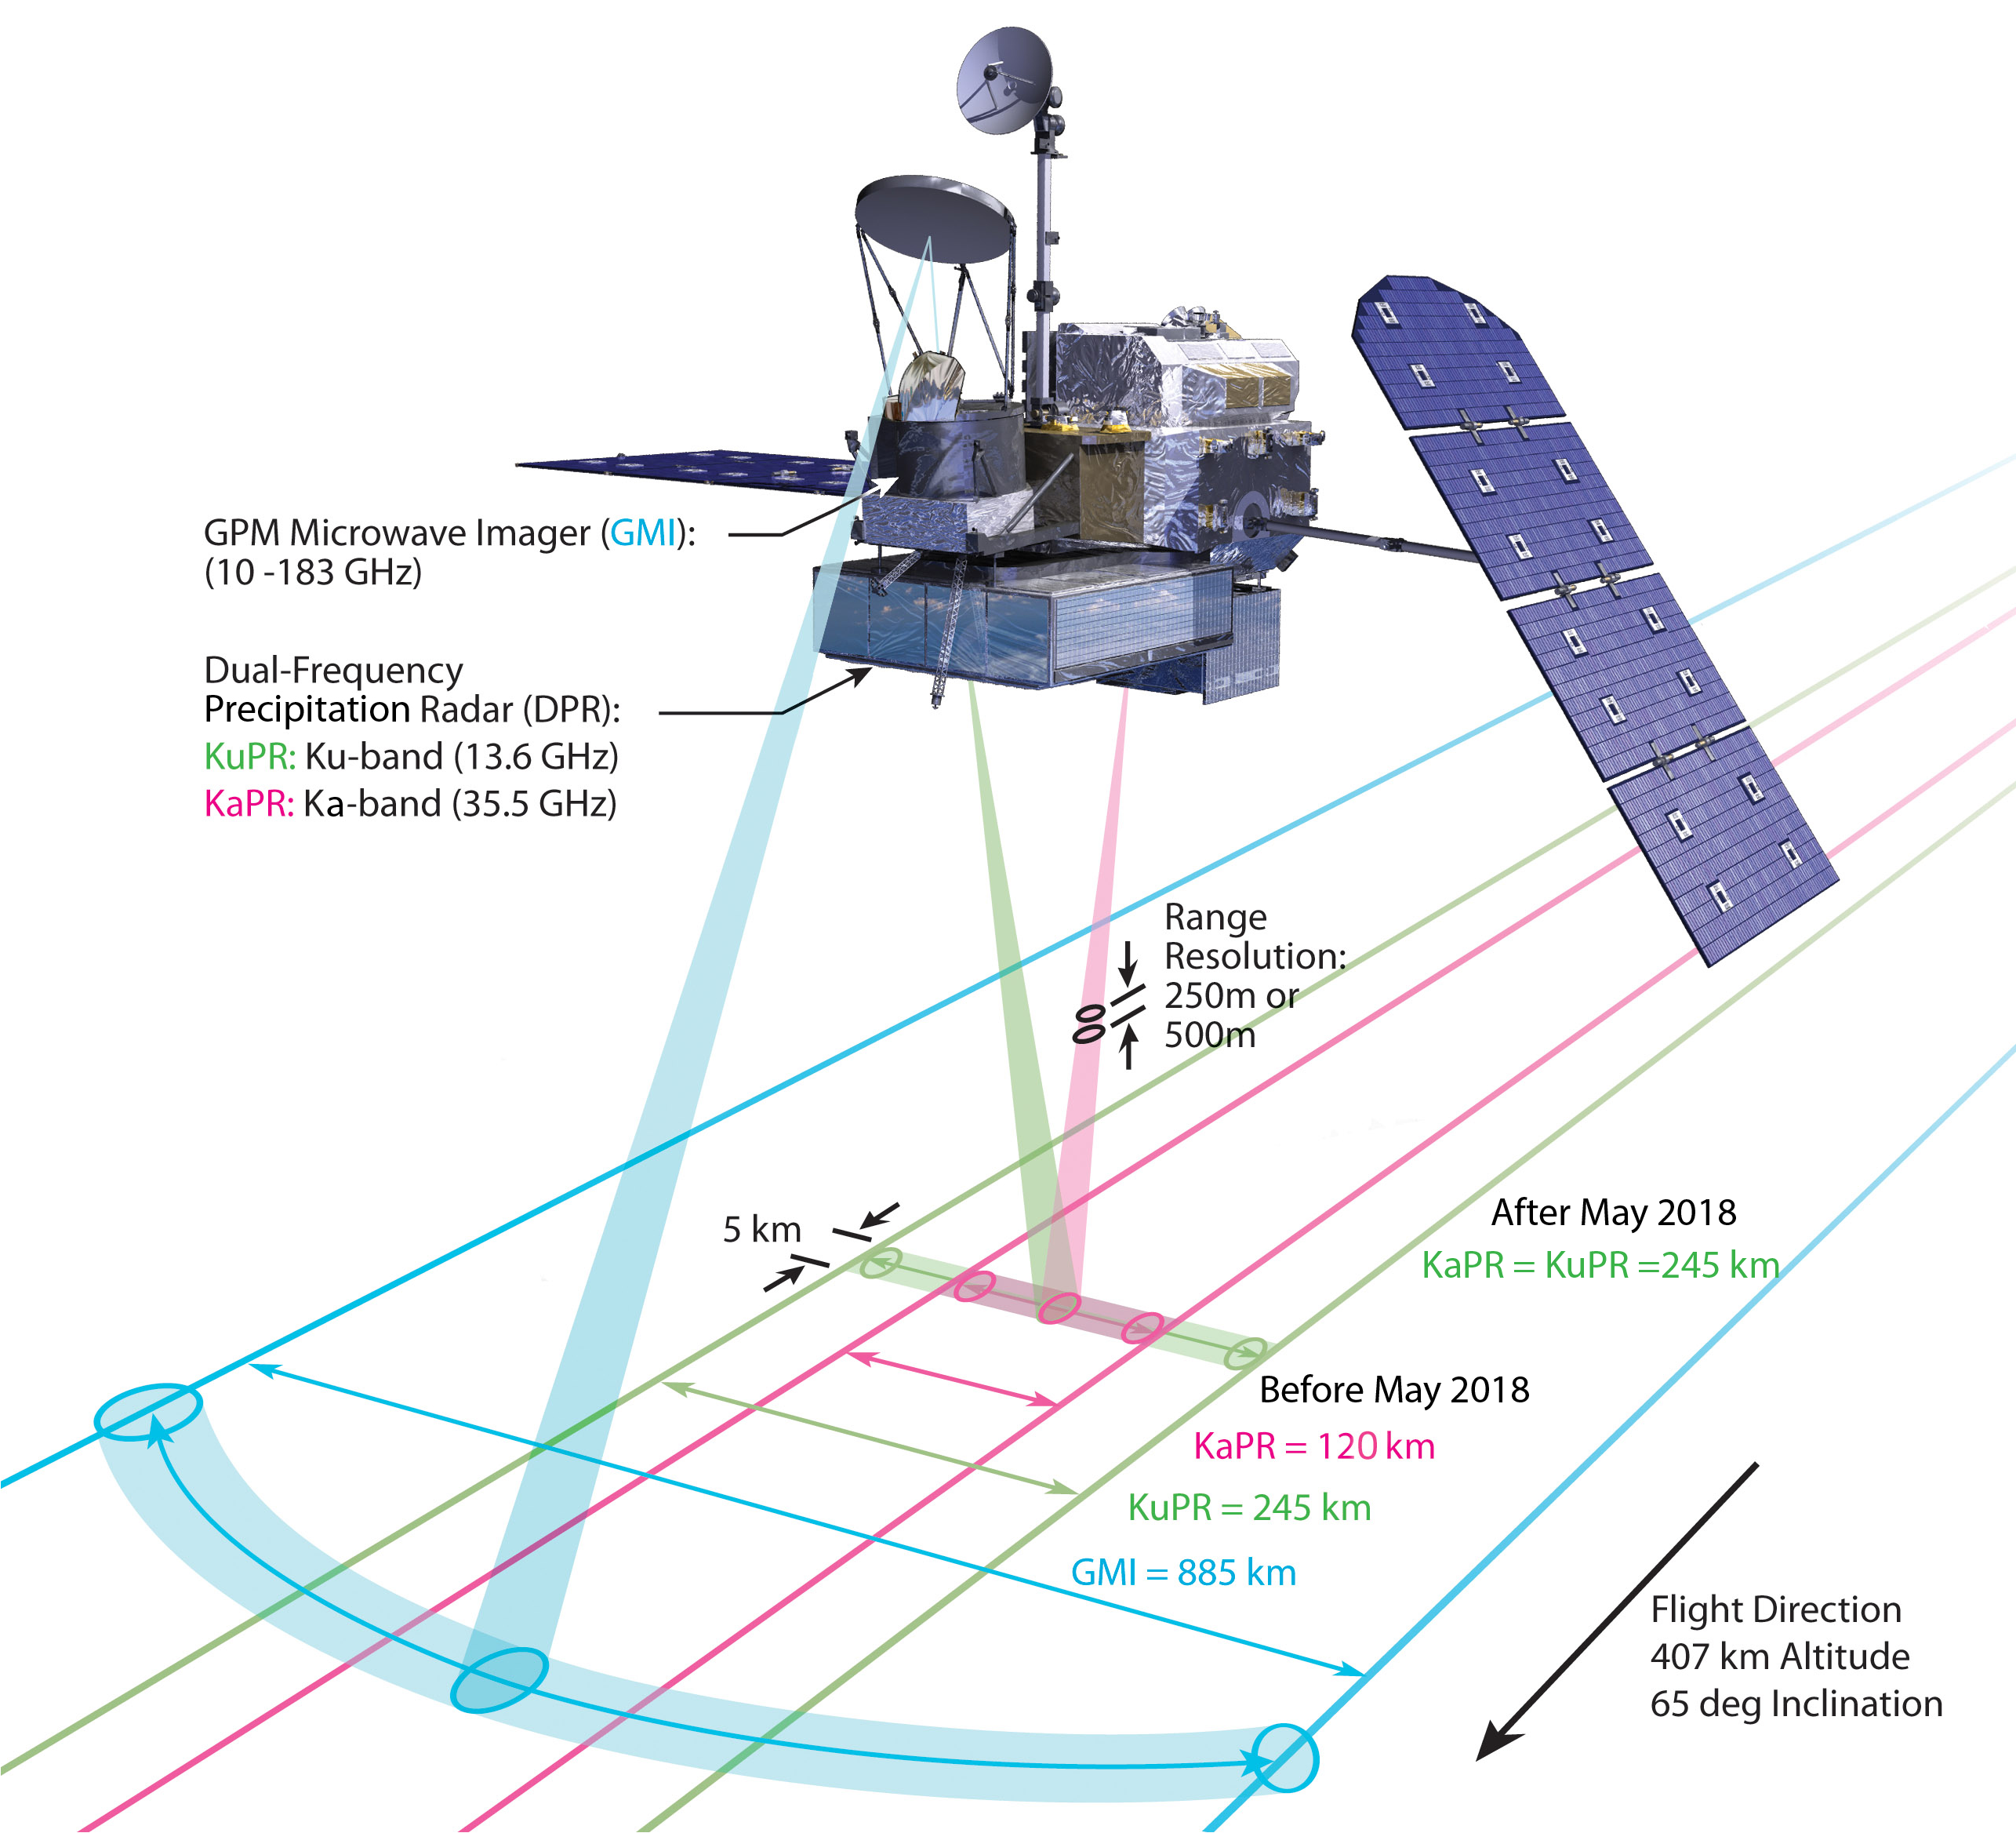 GPM Microwave Imager (GMI):
(10 -183 GHz)
Dual-Frequency
Precipitation Radar (DPR):
KuPR: Ku-band (13.6 GHz)
KaPR: Ka-band (35.5 GHz)
Range
Resolution:
250m or
500m
5 km
After May 2018
KaPR = KuPR =245 km
Before May 2018
KaPR = 120 km
KuPR = 245 km
GMI = 885 km
Flight Direction
407 km Altitude
65 deg Inclination